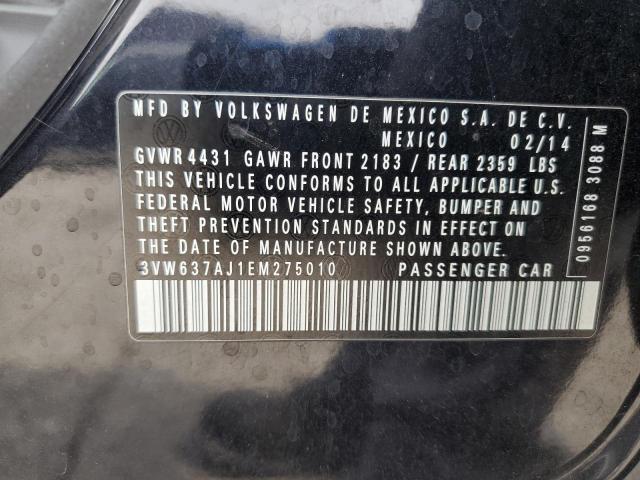 MFD BY VOLKSWAGEN DE MEXICO S.A. DE C.V.
MEXICO 02/14
GVWR 4431 GAWR FRONT 2183 / REAR 2359 LBS
THIS VEHICLE CONFORMS TO ALL APPLICABLE U.S.
FEDERAL MOTOR VEHICLE SAFETY, BUMPER AND
THEFT PREVENTION STANDARDS IN EFFECT ON
THE DATE OF MANUFACTURE SHOWN ABOVE.
3VW637AJ1EM275010 PASSENGER CAR
0956168 3088 M